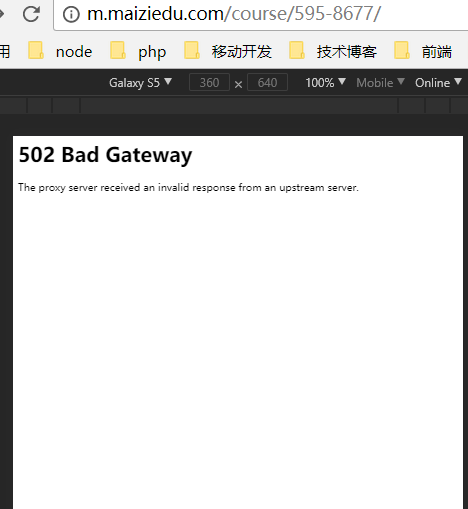 m.maiziedu.com/course/595-8677/
用 node php 移动开发 技术博客 前端
Galaxy S5 ▼ 360 × 640 100% ▼ Mobile ▼ Online ▼
502 Bad Gateway
The proxy server received an invalid response from an upstream server.